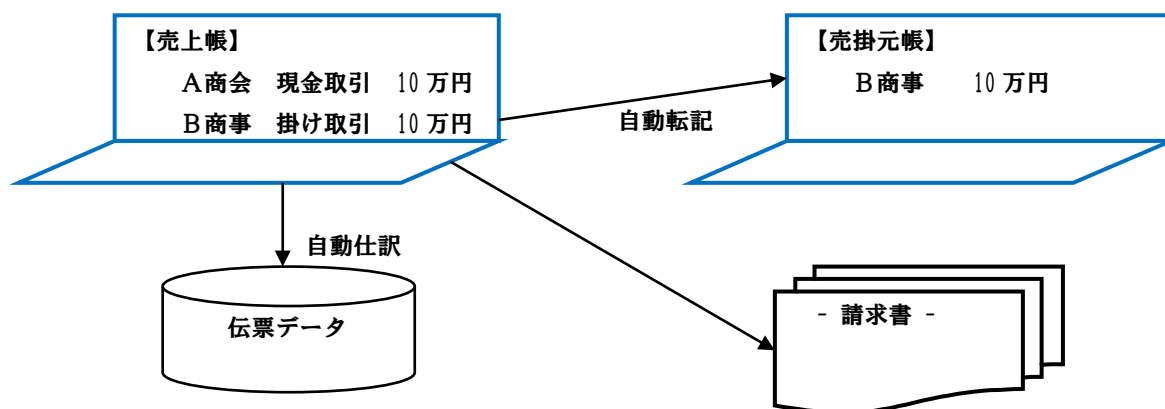 【売上帳】
A商会 現金取引 10 万円
B商事 掛け取引 10 万円
【売掛元帳】
B商事 10 万円
自動転記
自動仕訳
伝票データ
- 請求書 -